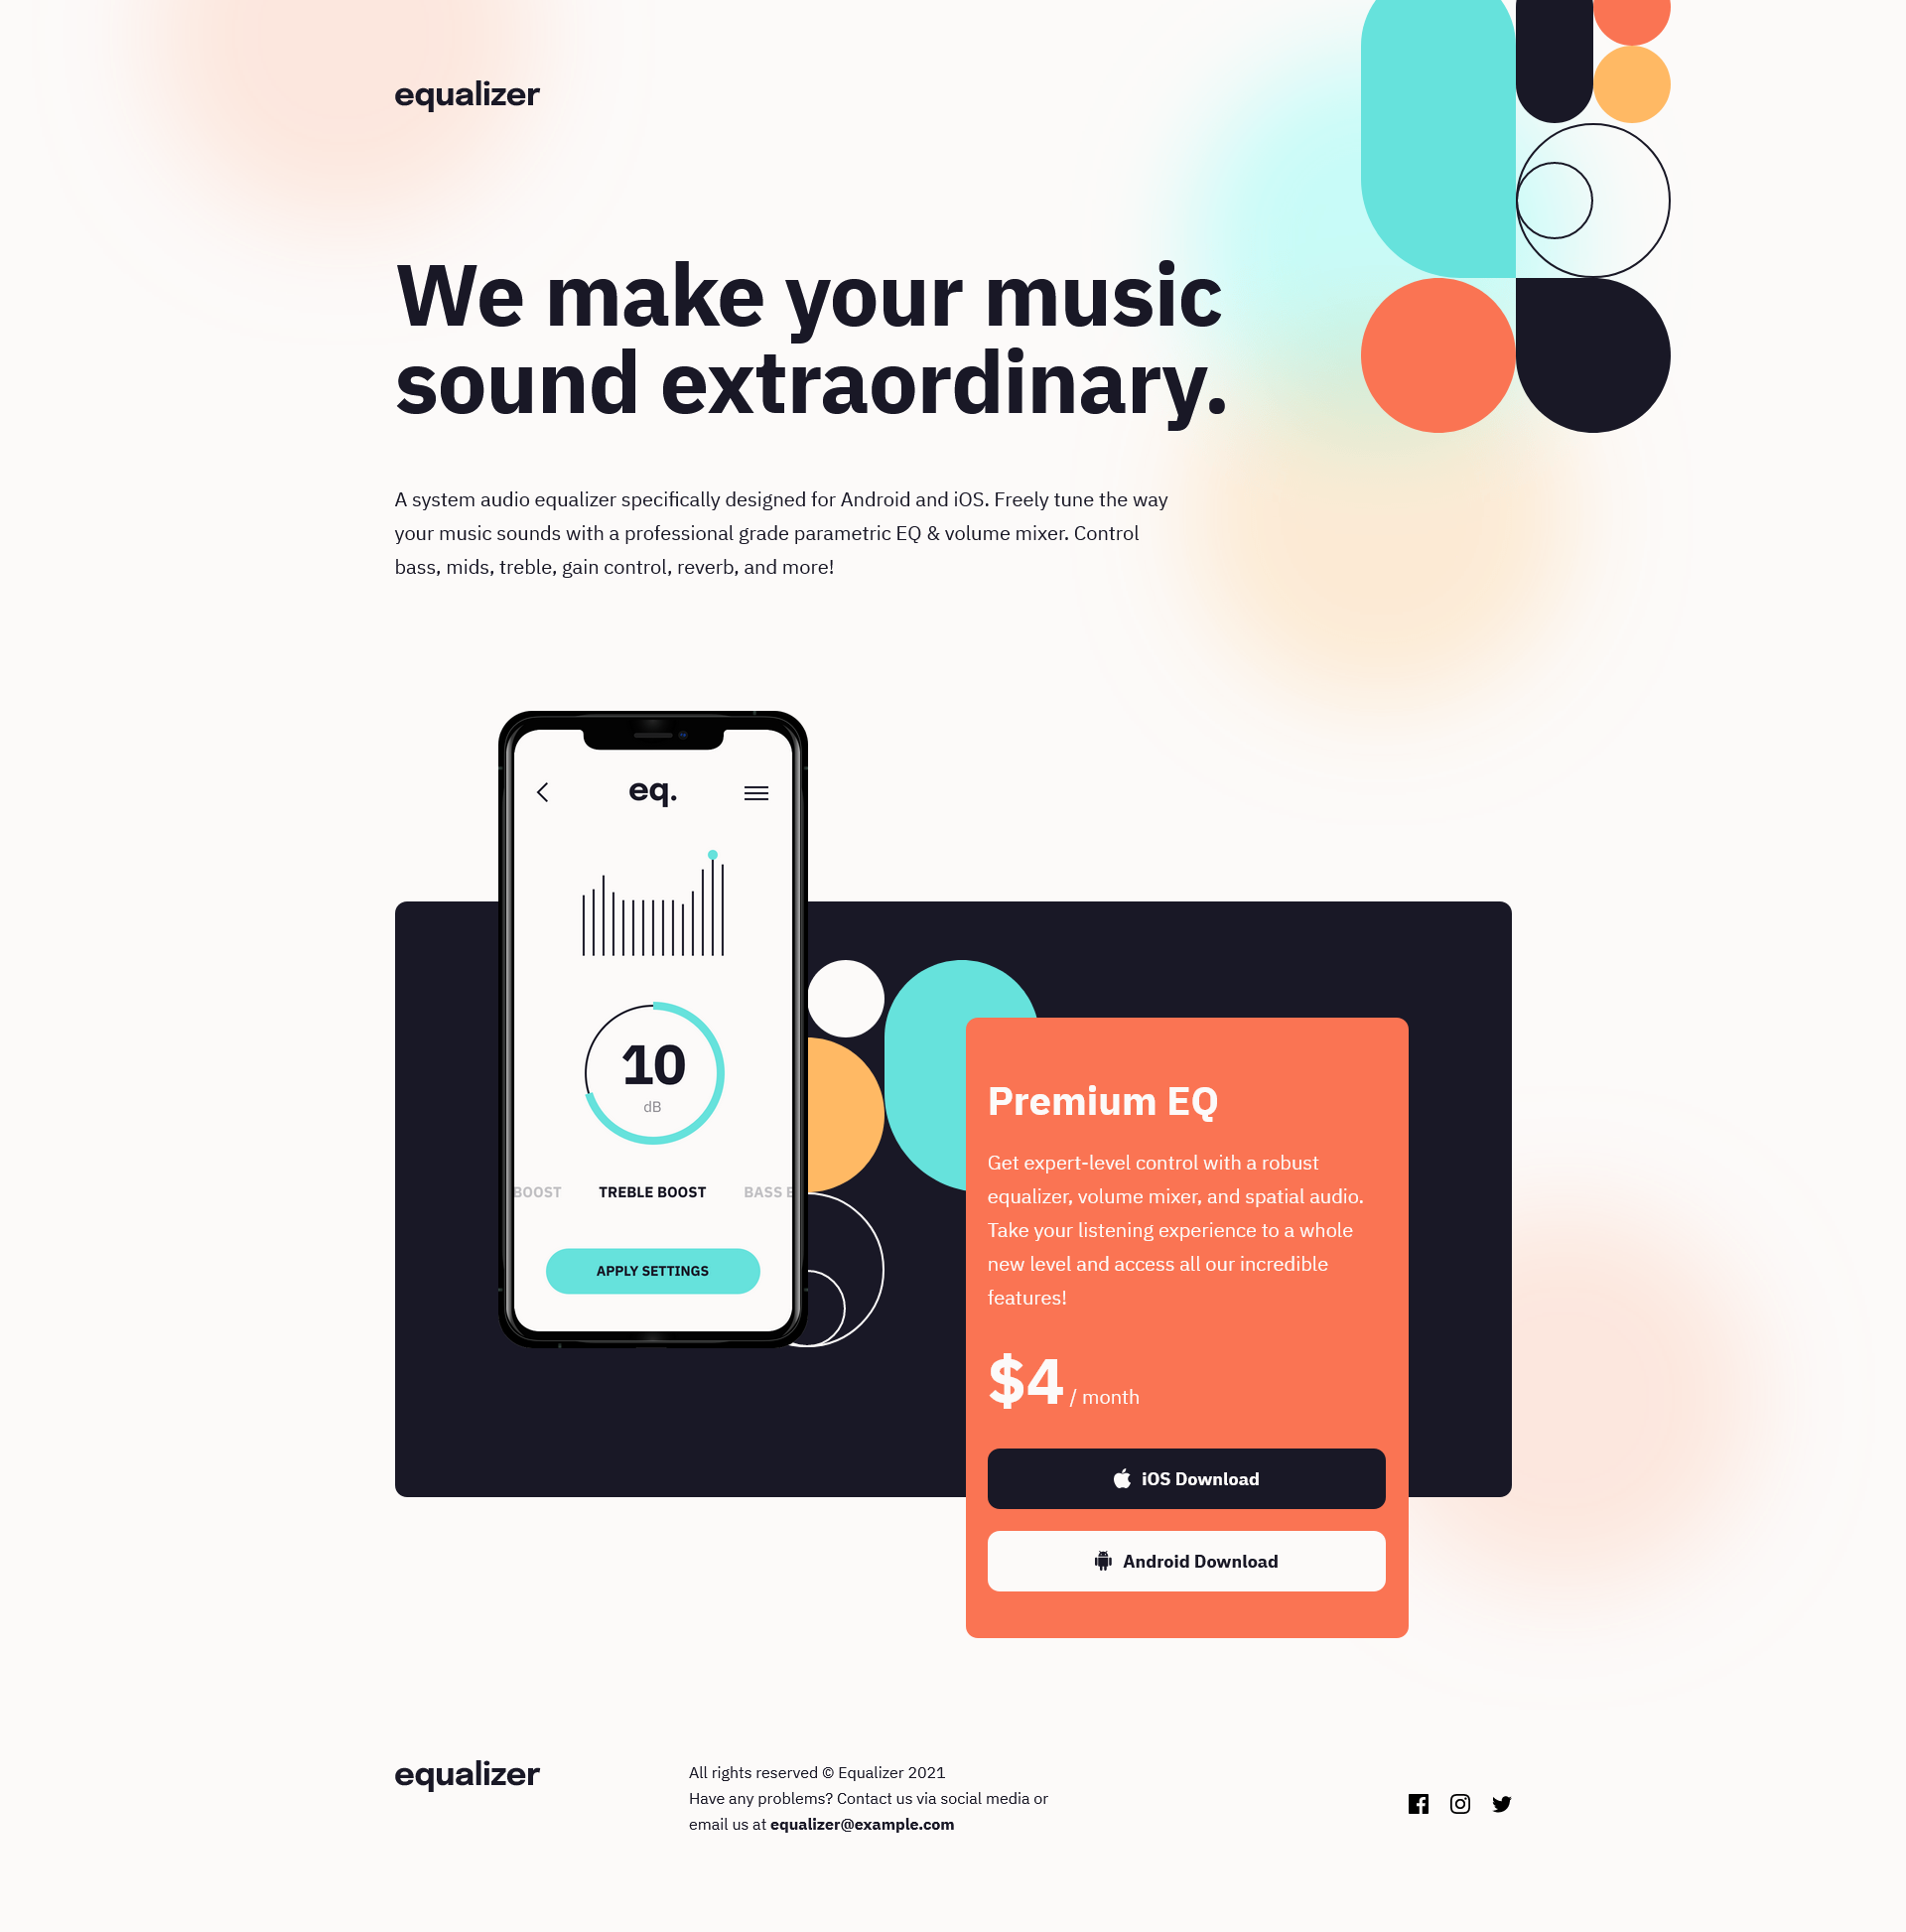 equalizer
We make your music
sound extraordinary.
A system audio equalizer specifically designed for Android and iOS. Freely tune the way
your music sounds with a professional grade parametric EQ & volume mixer. Control
bass, mids, treble, gain control, reverb, and more!
eq.
10
dB
BOOST TREBLE BOOST BASS
APPLY SETTINGS
Premium EQ
Get expert-level control with a robust
equalizer, volume mixer, and spatial audio.
Take your listening experience to a whole
new level and access all our incredible
features!
$4 / month
iOS Download
Android Download
equalizer
All rights reserved © Equalizer 2021
Have any problems? Contact us via social media or
email us at equalizer@example.com